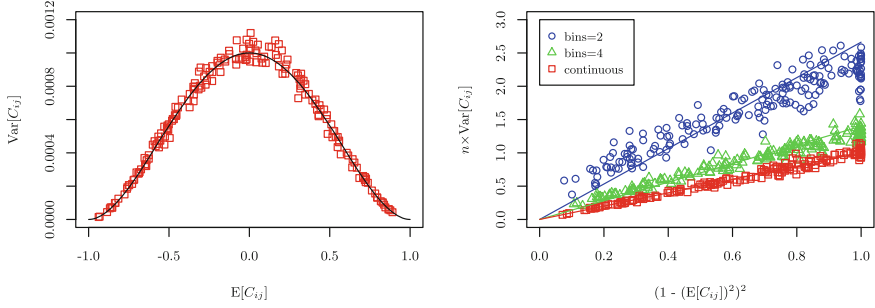 0.0000 0.0004 0.0008 0.0012
Var[C_ij]
-1.0 -0.5 0.0 0.5 1.0
E[C_ij]
0.0 0.5 1.0 1.5 2.0 2.5 3.0
n×Var[C_ij]
bins=2
bins=4
continuous
0.0 0.2 0.4 0.6 0.8 1.0
(1 - (E[C_ij])²)²